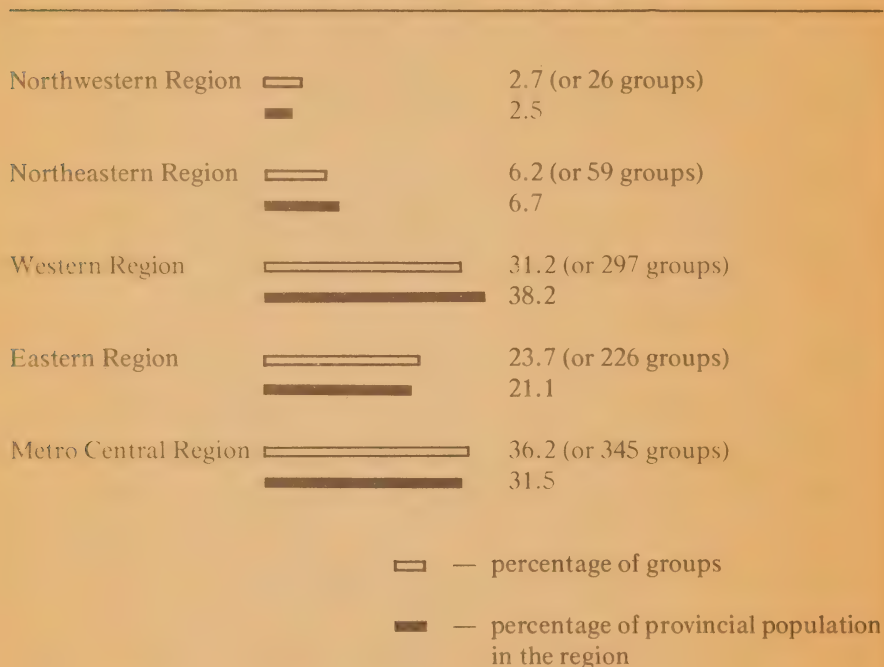 Northwestern Region 2.7 (or 26 groups)
2.5
Northeastern Region 6.2 (or 59 groups)
6.7
Western Region 31.2 (or 297 groups)
38.2
Eastern Region 23.7 (or 226 groups)
21.1
Metro Central Region 36.2 (or 345 groups)
31.5
— percentage of groups
— percentage of provincial population
in the region